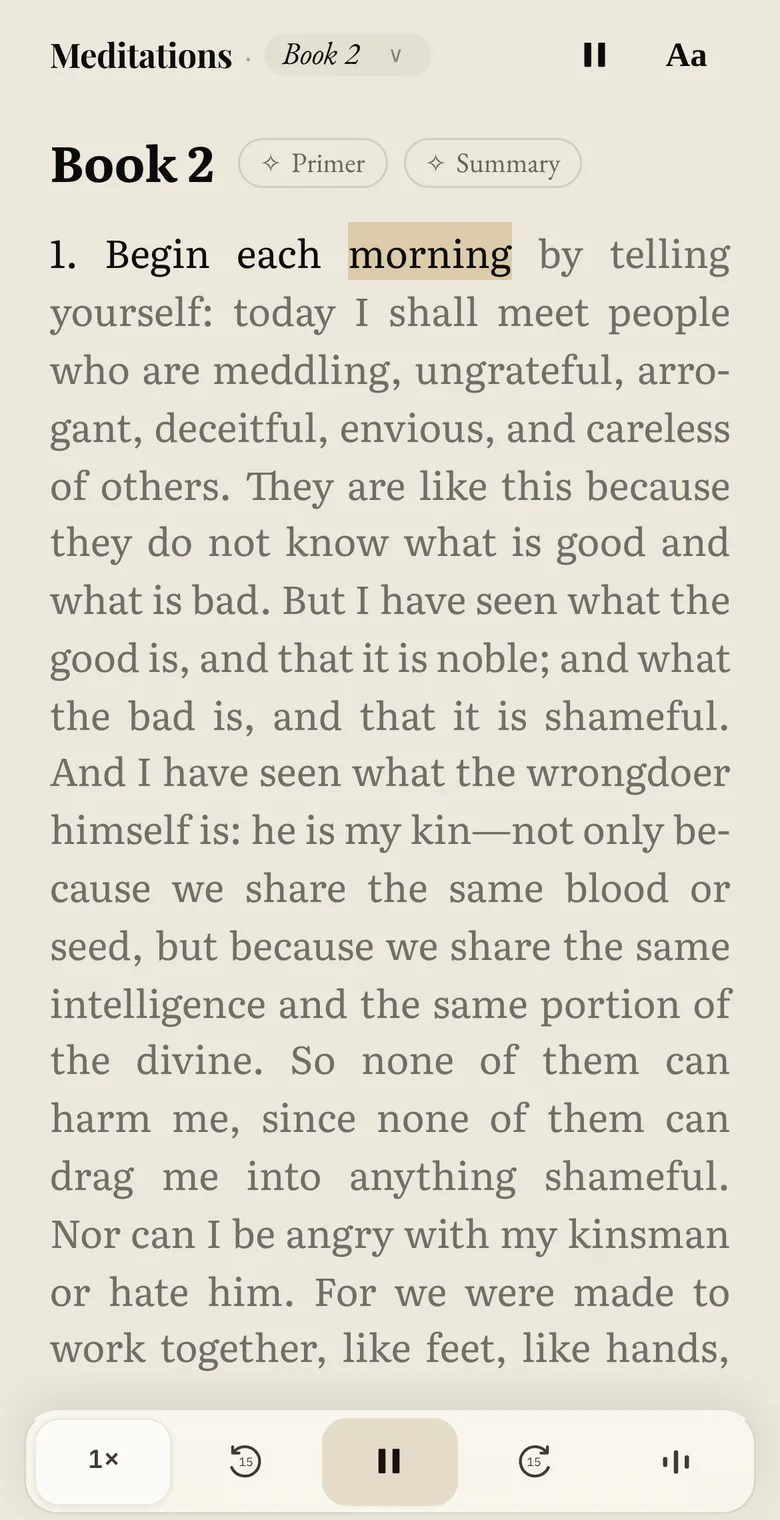 Meditations · Book 2 ∨ Aa
Book 2 ✧ Primer ✧ Summary
1. Begin each morning by telling
yourself: today I shall meet people
who are meddling, ungrateful, arro-
gant, deceitful, envious, and careless
of others. They are like this because
they do not know what is good and
what is bad. But I have seen what the
good is, and that it is noble; and what
the bad is, and that it is shameful.
And I have seen what the wrongdoer
himself is: he is my kin—not only be-
cause we share the same blood or
seed, but because we share the same
intelligence and the same portion of
the divine. So none of them can
harm me, since none of them can
drag me into anything shameful.
Nor can I be angry with my kinsman
or hate him. For we were made to
work together, like feet, like hands,
1× 15 15